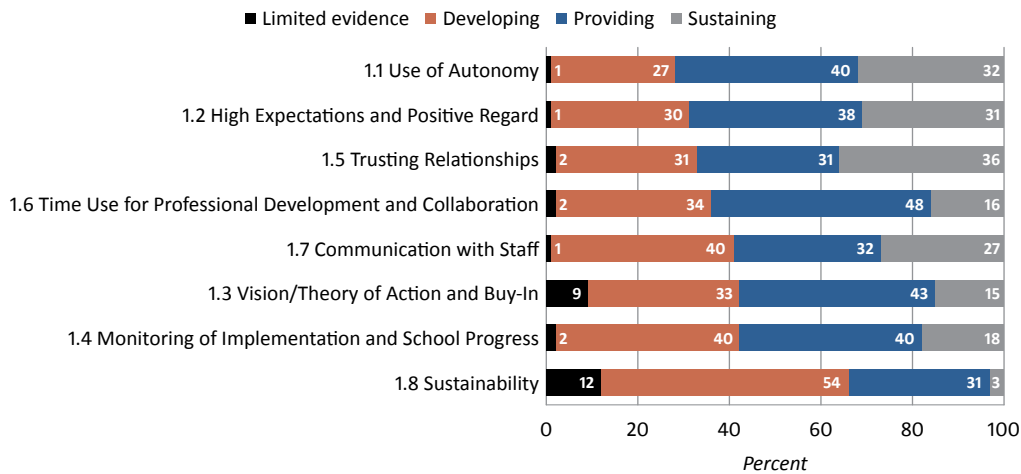 Limited evidence Developing Providing Sustaining
1.1 Use of Autonomy 1 27 40 32
1.2 High Expectations and Positive Regard 1 30 38 31
1.5 Trusting Relationships 2 31 31 36
1.6 Time Use for Professional Development and Collaboration 2 34 48 16
1.7 Communication with Staff 1 40 32 27
1.3 Vision/Theory of Action and Buy-In 9 33 43 15
1.4 Monitoring of Implementation and School Progress 2 40 40 18
1.8 Sustainability 12 54 31 3
0 20 40 60 80 100
Percent